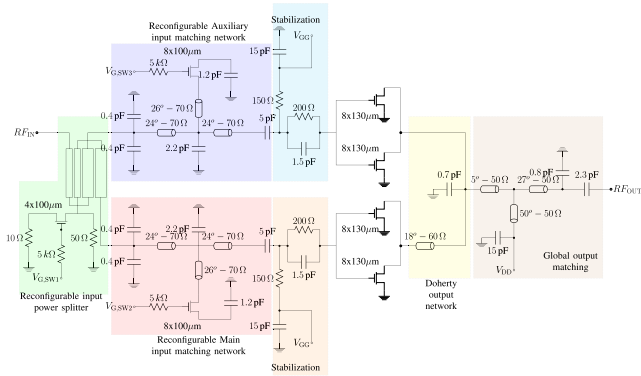 Reconfigurable Auxiliary
input matching network
Stabilization
8x100μm
5 kΩ
V_G,SW3
1.2 pF
15 pF
V_GG
0.4 pF
26° − 70 Ω
150 Ω
200 Ω
24° − 70 Ω
24° − 70 Ω
5 pF
1.5 pF
RF_IN
0.4 pF
2.2 pF
8x130μm
8x130μm
4x100μm
10 Ω
50 Ω
5 kΩ
V_G,SW1
Reconfigurable input
power splitter
0.4 pF
2.2 pF
24° − 70 Ω
24° − 70 Ω
5 pF
200 Ω
1.5 pF
0.4 pF
26° − 70 Ω
150 Ω
5 kΩ
V_G,SW2
1.2 pF
8x100μm
15 pF
V_GG
Reconfigurable Main
input matching network
Stabilization
8x130μm
8x130μm
18° − 60 Ω
0.7 pF
Doherty
output
network
5° − 50 Ω
27° − 50 Ω
0.8 pF
2.3 pF
RF_OUT
50° − 50 Ω
15 pF
V_DD
Global output
matching